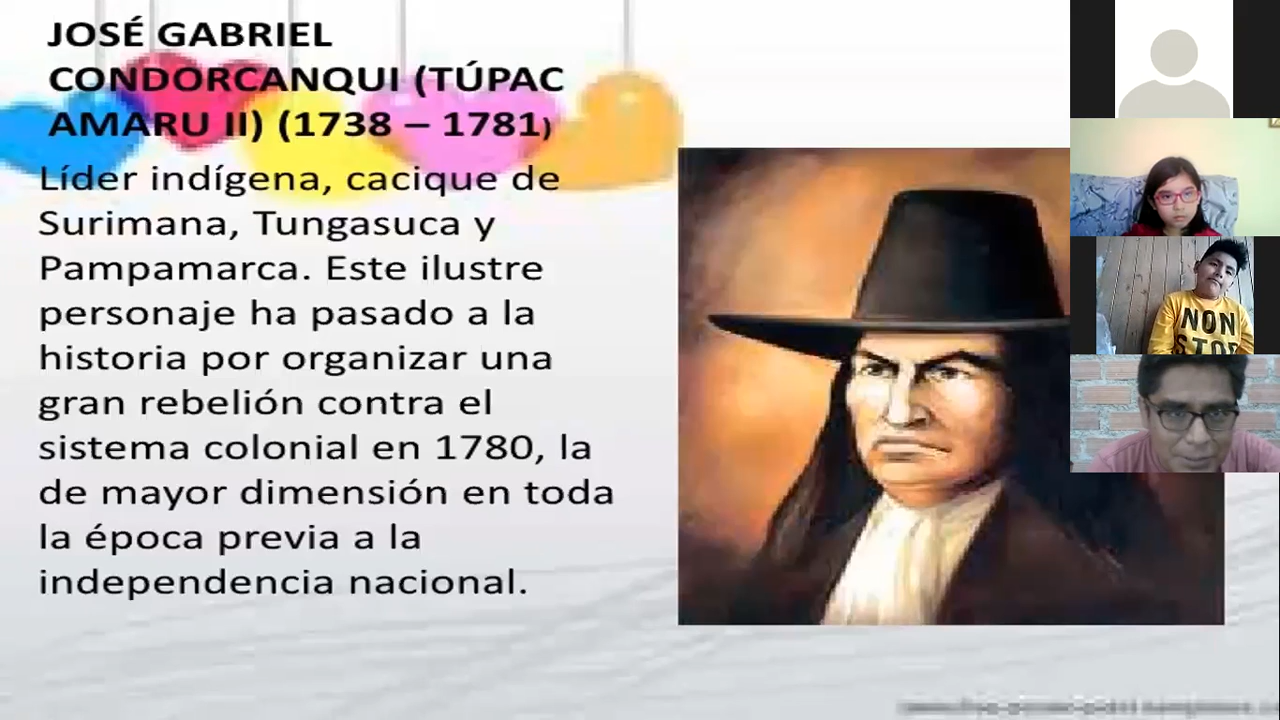 JOSÉ GABRIEL
CONDORCANQUI (TÚPAC
AMARU II) (1738 – 1781)
Líder indígena, cacique de
Surimana, Tungasuca y
Pampamarca. Este ilustre
personaje ha pasado a la
historia por organizar una
gran rebelión contra el
sistema colonial en 1780, la
de mayor dimensión en toda
la época previa a la
independencia nacional.
NON
STOP